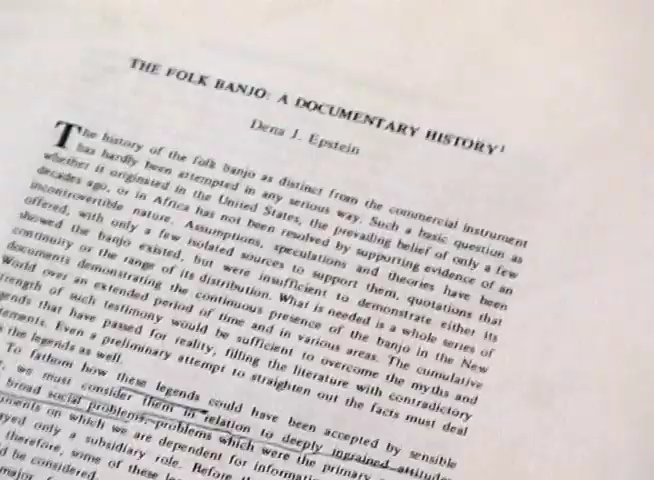 THE FOLK BANJO: A DOCUMENTARY HISTORY¹
Dena J. Epstein
The history of the folk banjo as distinct from the commercial instrument
has hardly been attempted in any serious way. Such a basic question as
whether it originated in the United States, the prevailing belief of only a few
decades ago, or in Africa has not been resolved by supporting evidence of an
incontrovertible nature. Assumptions, speculations and theories have been
offered, with only a few isolated sources to support them, quotations that
showed the banjo existed, but were insufficient to demonstrate either its
continuity or the range of its distribution. What is needed is a whole series of
documents demonstrating the continuous presence of the banjo in the New
World over an extended period of time and in various areas. The cumulative
trength of such testimony would be sufficient to overcome the myths and
gends that have passed for reality, filling the literature with contradictory
tements. Even a preliminary attempt to straighten out the facts must deal
the legends as well.
To fathom how these legends could have been accepted by sensible
we must consider them in relation to deeply ingrained attitudes
broad social problems, problems which were the primary
uments on which we are dependent for informati
ayed only a subsidiary role. Before th
therefore, some of these leg
d be considered.
major